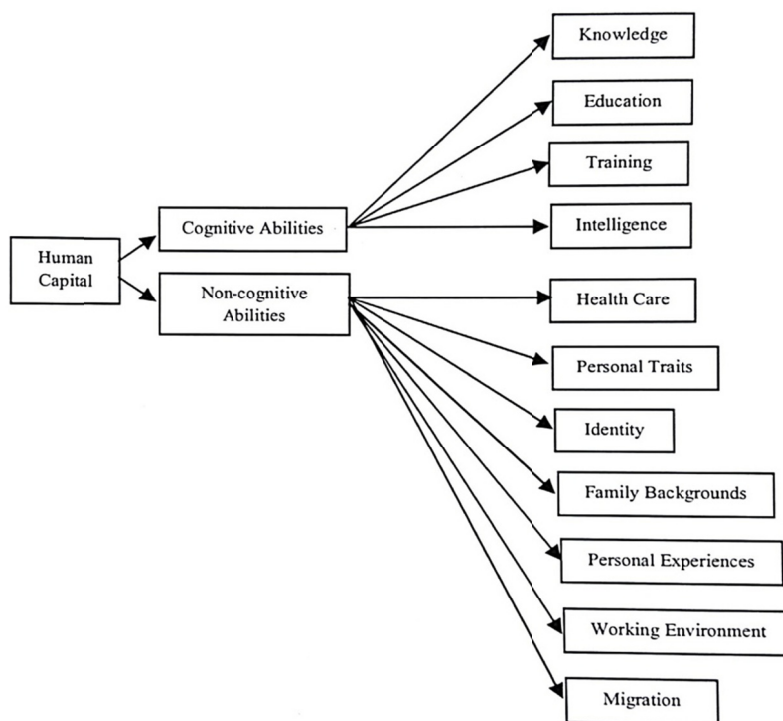 Knowledge
Education
Training
Intelligence
Cognitive Abilities
Human
Capital
Non-cognitive
Abilities
Health Care
Personal Traits
Identity
Family Backgrounds
Personal Experiences
Working Environment
Migration